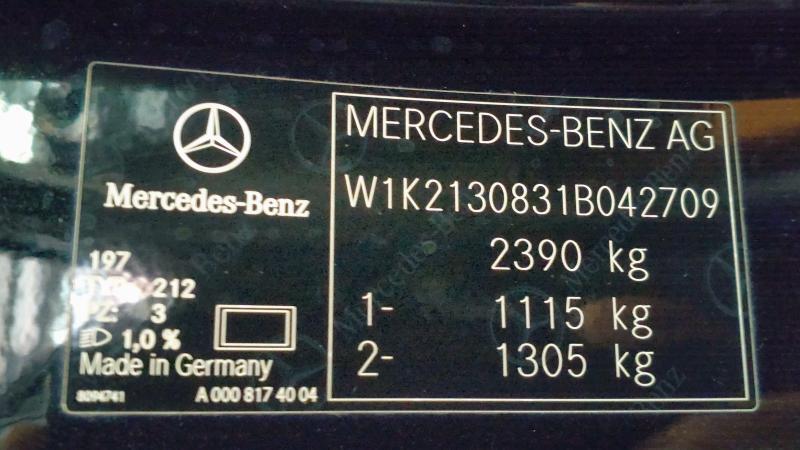 Mercedes-Benz
197
212
PZ: 3
1,0 %
Made in Germany
A 000 817 40 04
MERCEDES-BENZ AG
W1K2130831B042709
2390 kg
1- 1115 kg
2- 1305 kg